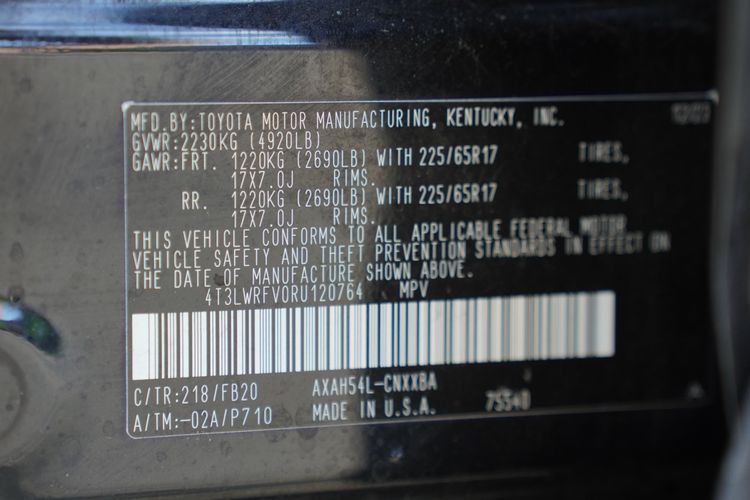 MFD.BY:TOYOTA MOTOR MANUFACTURING, KENTUCKY, INC.
GVWR:2230KG (4920LB)
GAWR:FRT. 1220KG (2690LB) WITH 225/65R17 TIRES,
17X7.0J RIMS.
RR. 1220KG (2690LB) WITH 225/65R17 TIRES,
17X7.0J RIMS.
THIS VEHICLE CONFORMS TO ALL APPLICABLE FEDERAL MOTOR
VEHICLE SAFETY AND THEFT PREVENTION STANDARDS IN EFFECT ON
THE DATE OF MANUFACTURE SHOWN ABOVE.
4T3LWRFV0RU120764 MPV
C/TR:218/FB20 AXAH54L-CNXXBA
A/TM:-02A/P710 MADE IN U.S.A.